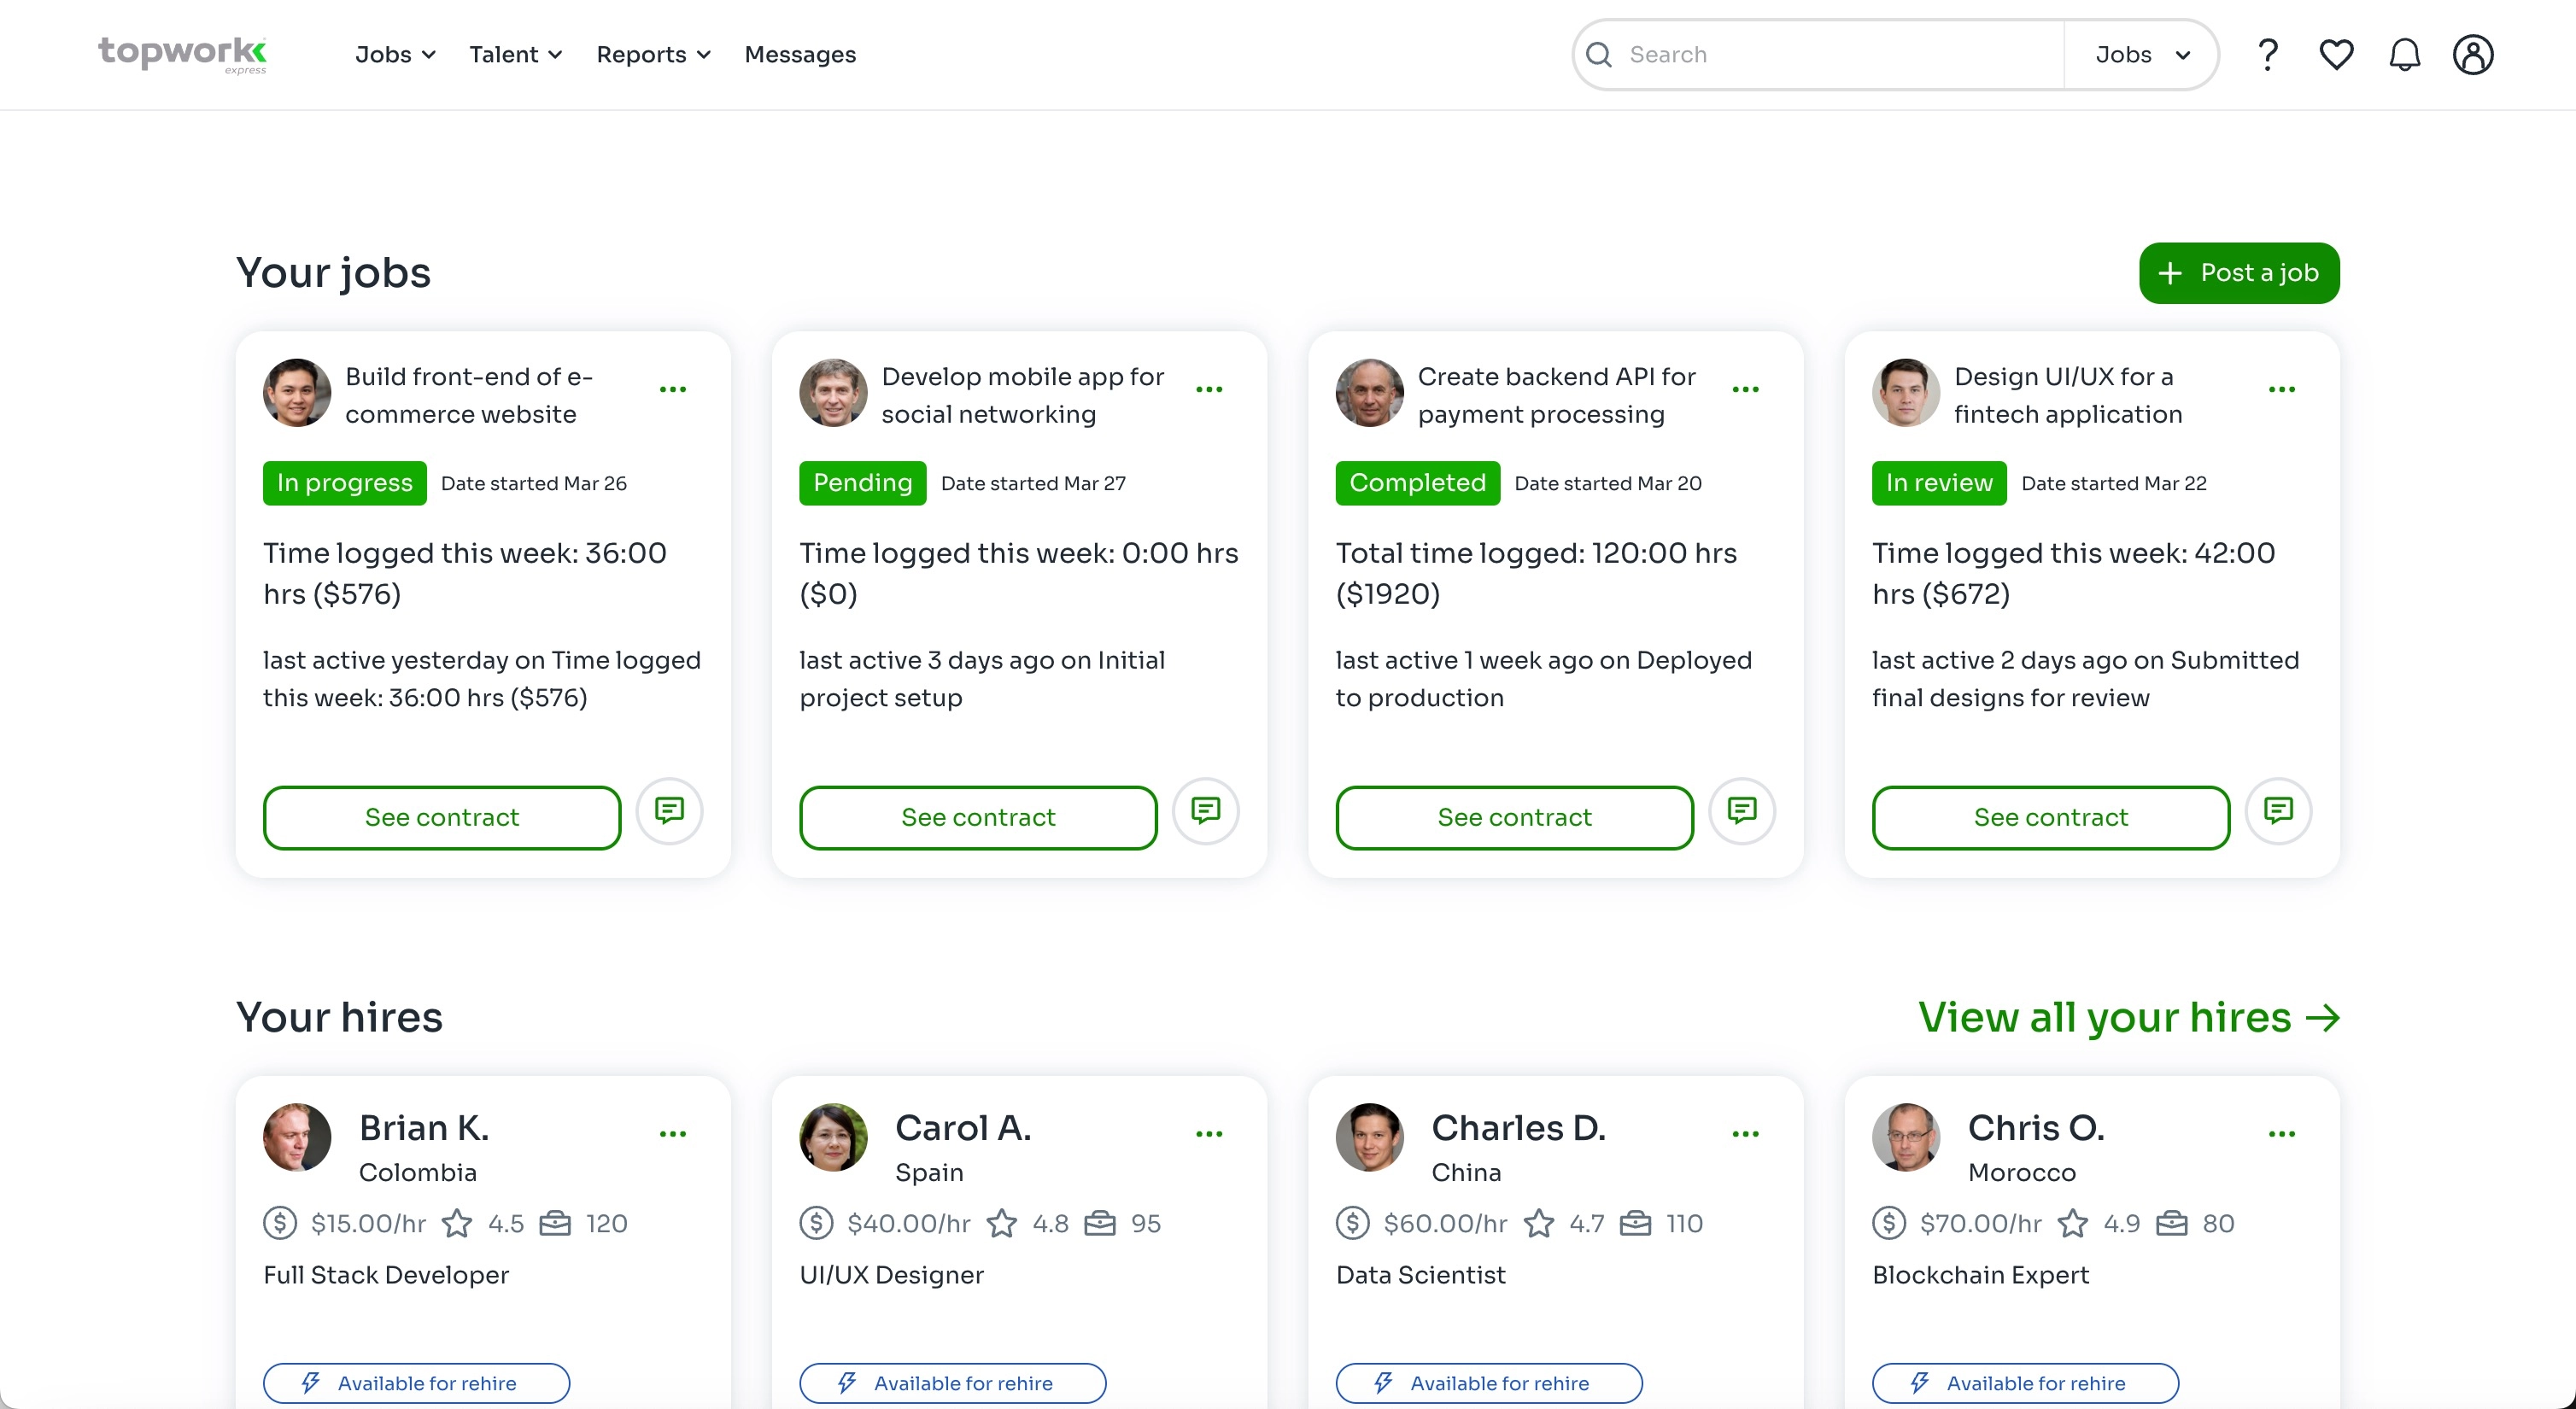 topwork
express
Jobs
Talent
Reports
Messages
Search
Jobs
Your jobs
Post a job
Build front-end of e-
commerce website
In progress
Date started Mar 26
Time logged this week: 36:00
hrs ($576)
last active yesterday on Time logged
this week: 36:00 hrs ($576)
See contract
Develop mobile app for
social networking
Pending
Date started Mar 27
Time logged this week: 0:00 hrs
($0)
last active 3 days ago on Initial
project setup
See contract
Create backend API for
payment processing
Completed
Date started Mar 20
Total time logged: 120:00 hrs
($1920)
last active 1 week ago on Deployed
to production
See contract
Design UI/UX for a
fintech application
In review
Date started Mar 22
Time logged this week: 42:00
hrs ($672)
last active 2 days ago on Submitted
final designs for review
See contract
Your hires
View all your hires
Brian K.
Colombia
$15.00/hr 4.5 120
Full Stack Developer
Available for rehire
Carol A.
Spain
$40.00/hr 4.8 95
UI/UX Designer
Available for rehire
Charles D.
China
$60.00/hr 4.7 110
Data Scientist
Available for rehire
Chris O.
Morocco
$70.00/hr 4.9 80
Blockchain Expert
Available for rehire